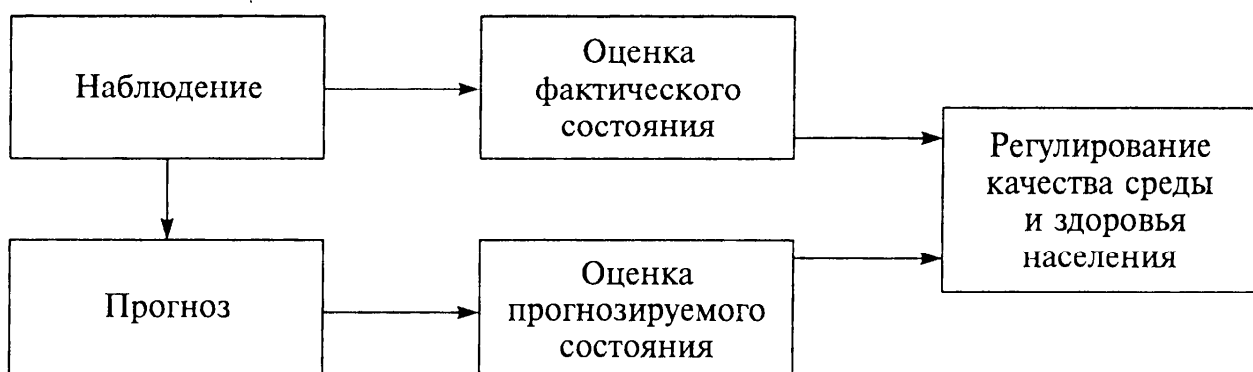 Наблюдение
Оценка
фактического
состояния
Регулирование
качества среды
и здоровья
населения
Прогноз
Оценка
прогнозируемого
состояния